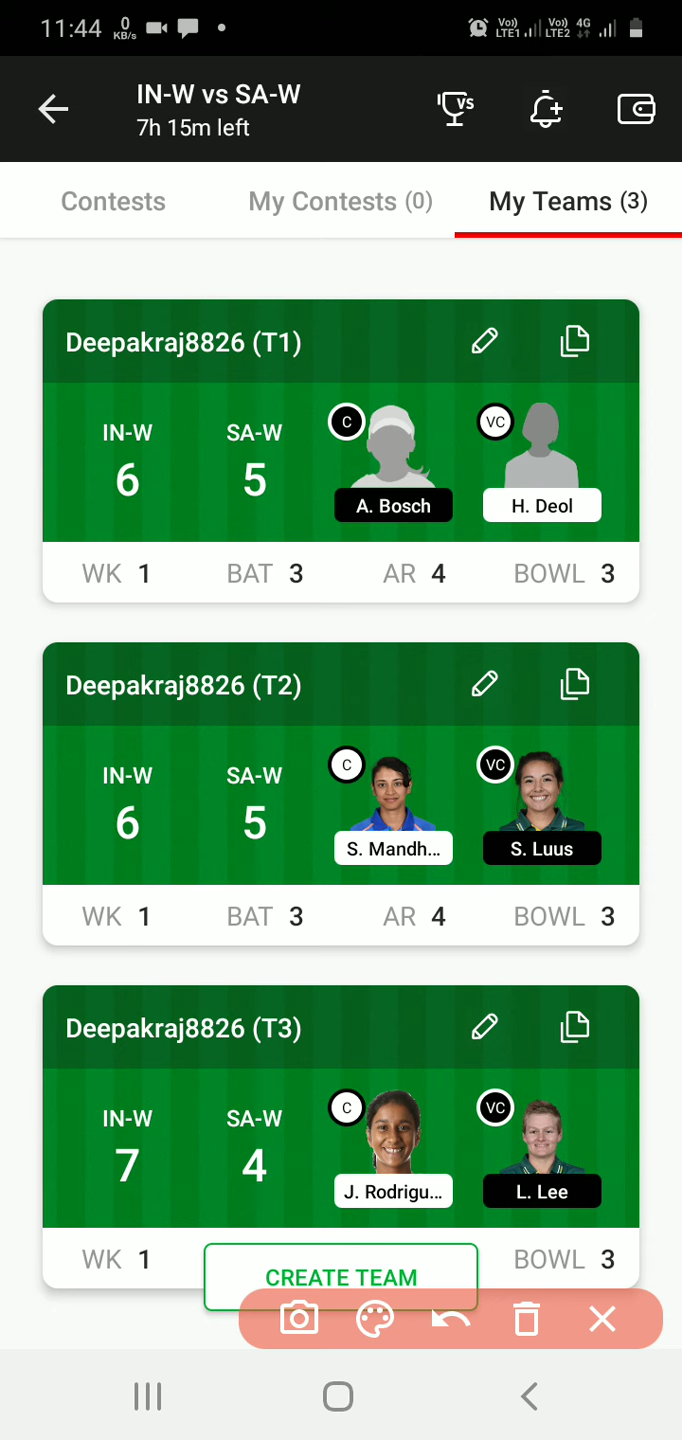 11:44 0 KB/s Vo) LTE1 Vo) LTE2 4G
IN-W vs SA-W
7h 15m left
VS
Contests My Contests (0) My Teams (3)
Deepakraj8826 (T1)
IN-W SA-W C VC
6 5
A. Bosch H. Deol
WK 1 BAT 3 AR 4 BOWL 3
Deepakraj8826 (T2)
IN-W SA-W C VC
6 5
S. Mandh... S. Luus
WK 1 BAT 3 AR 4 BOWL 3
Deepakraj8826 (T3)
IN-W SA-W C VC
7 4
J. Rodrigu... L. Lee
WK 1 BOWL 3
CREATE TEAM